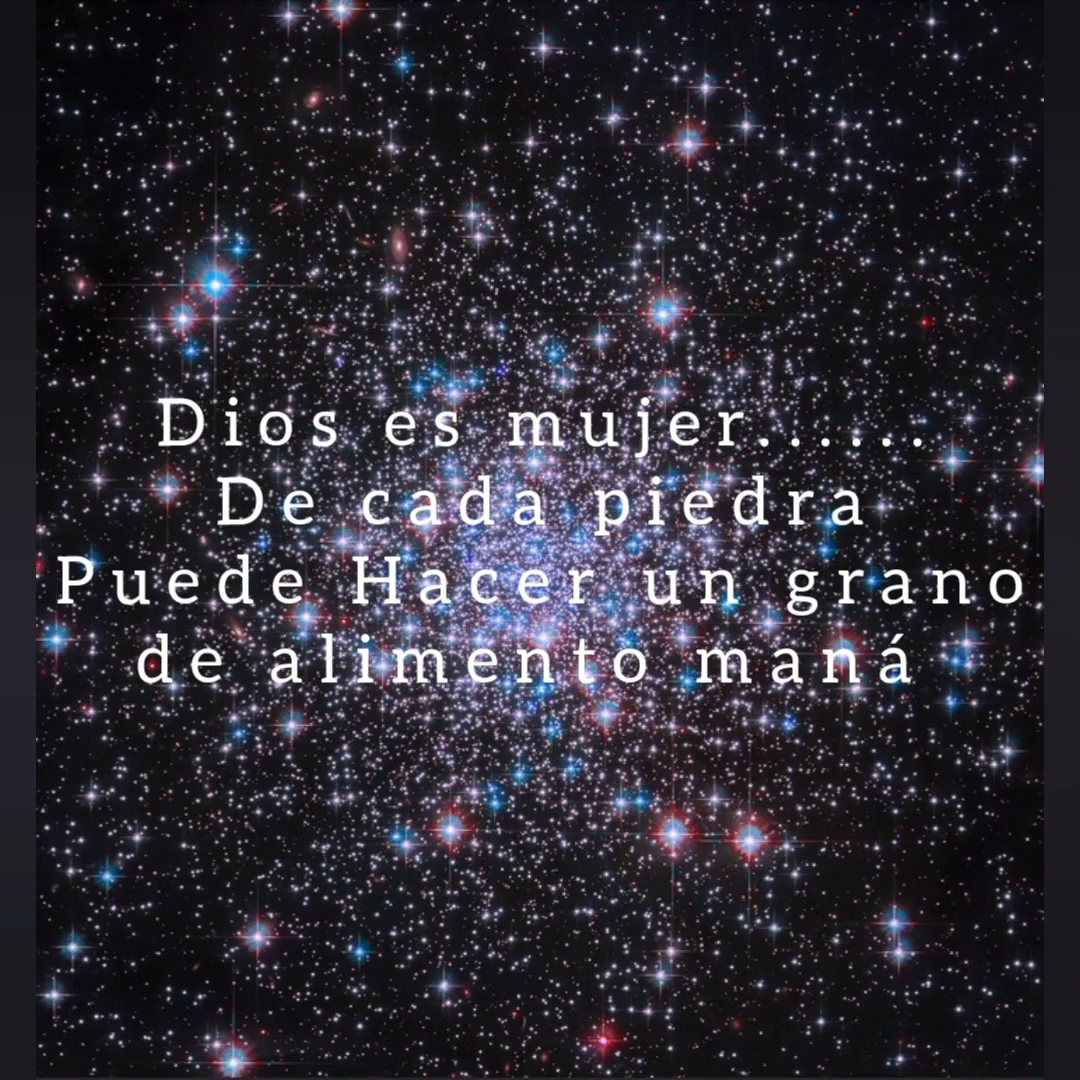 Dios es mujer......
De cada piedra
Puede Hacer un grano
de alimento maná